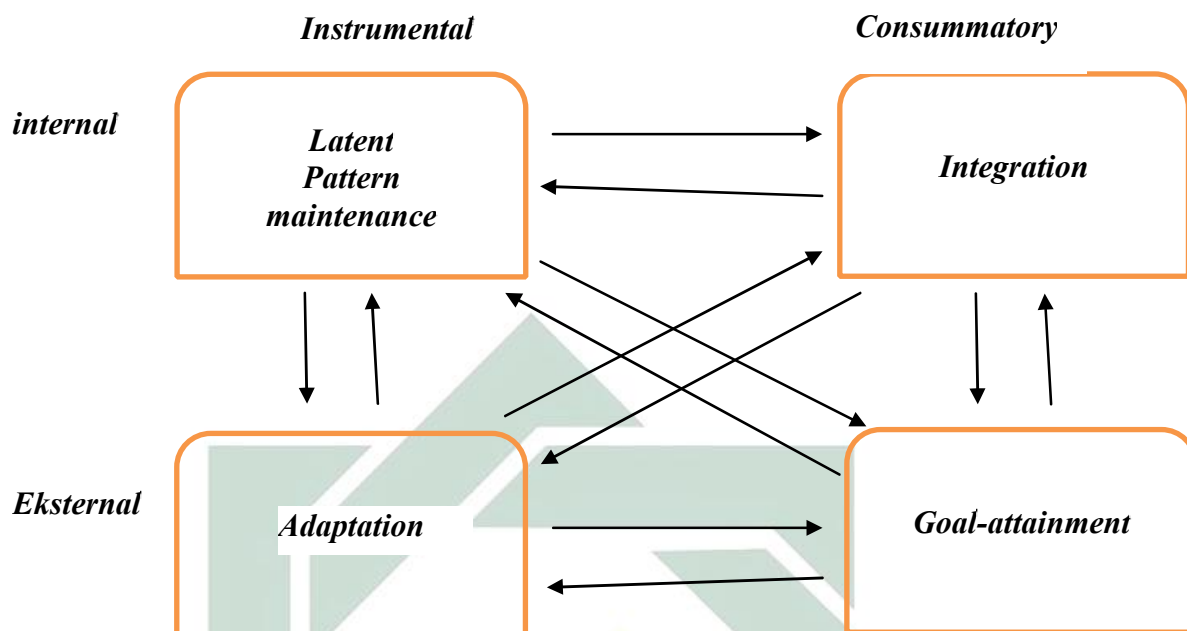 Instrumental
Consummatory
internal
Latent
Pattern
maintenance
Integration
Eksternal
Adaptation
Goal-attainment